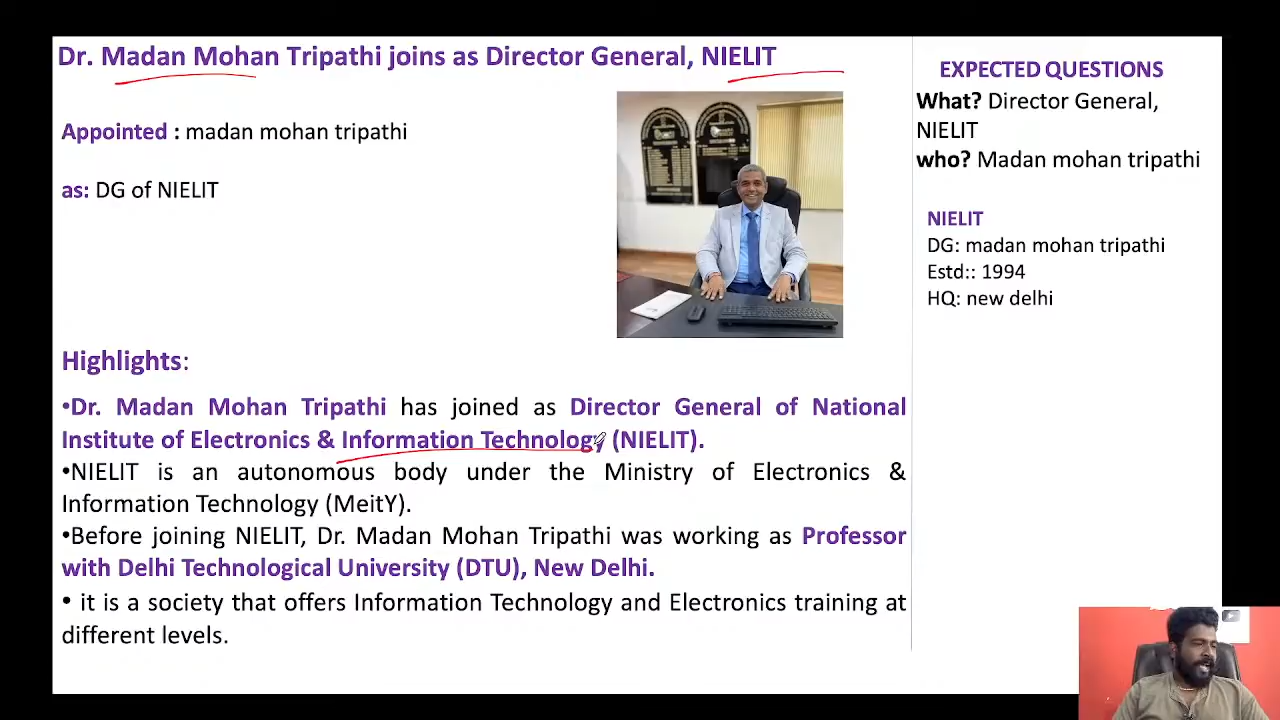 Dr. Madan Mohan Tripathi joins as Director General, NIELIT
Appointed : madan mohan tripathi
as: DG of NIELIT
Highlights:
•Dr. Madan Mohan Tripathi has joined as Director General of National
Institute of Electronics & Information Technology (NIELIT).
•NIELIT is an autonomous body under the Ministry of Electronics &
Information Technology (MeitY).
•Before joining NIELIT, Dr. Madan Mohan Tripathi was working as Professor
with Delhi Technological University (DTU), New Delhi.
• it is a society that offers Information Technology and Electronics training at
different levels.
EXPECTED QUESTIONS
What? Director General,
NIELIT
who? Madan mohan tripathi
NIELIT
DG: madan mohan tripathi
Estd:: 1994
HQ: new delhi